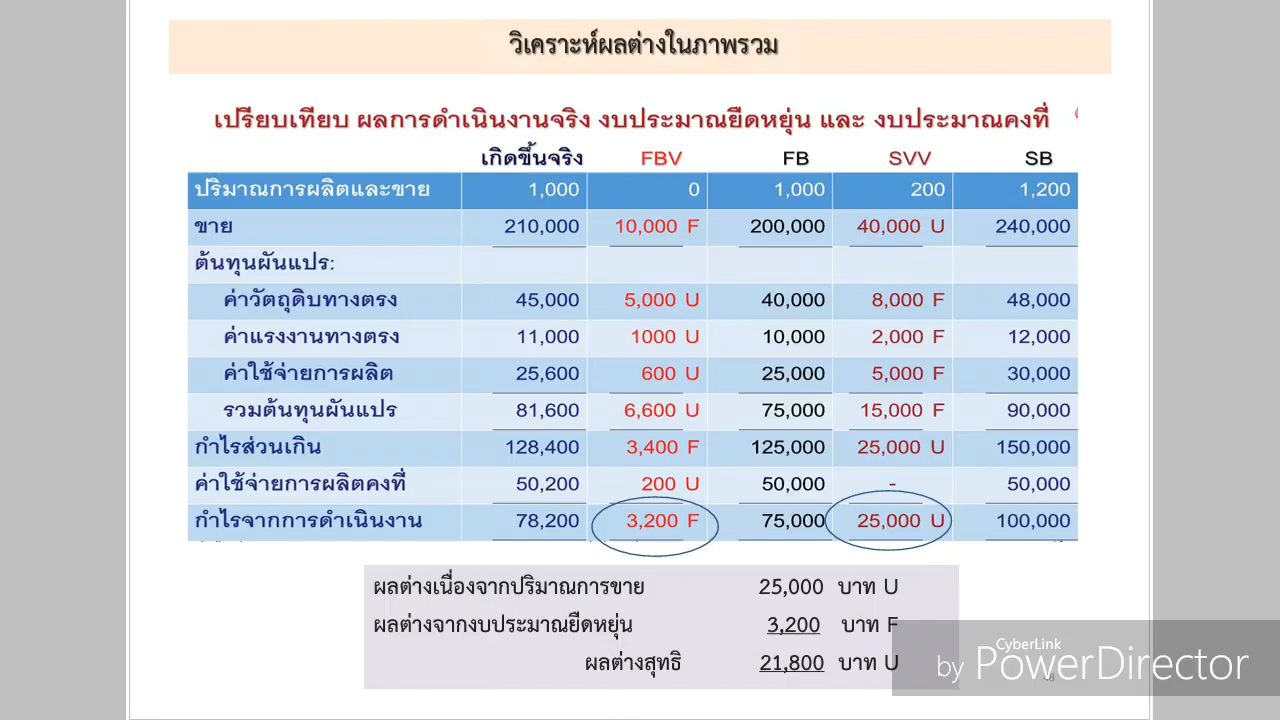 วิเคราะห์ผลต่างในภาพรวม
เปรียบเทียบ ผลการดำเนินงานจริง งบประมาณยืดหยุ่น และ งบประมาณคงที่
เกิดขึ้นจริง FBV FB SVV SB
ปริมาณการผลิตและขาย 1,000 0 1,000 200 1,200
ขาย 210,000 10,000 F 200,000 40,000 U 240,000
ต้นทุนผันแปร:
ค่าวัตถุดิบทางตรง 45,000 5,000 U 40,000 8,000 F 48,000
ค่าแรงงานทางตรง 11,000 1000 U 10,000 2,000 F 12,000
ค่าใช้จ่ายการผลิต 25,600 600 U 25,000 5,000 F 30,000
รวมต้นทุนผันแปร 81,600 6,600 U 75,000 15,000 F 90,000
กำไรส่วนเกิน 128,400 3,400 F 125,000 25,000 U 150,000
ค่าใช้จ่ายการผลิตคงที่ 50,200 200 U 50,000 - 50,000
กำไรจากการดำเนินงาน 78,200 3,200 F 75,000 25,000 U 100,000
ผลต่างเนื่องจากปริมาณการขาย 25,000 บาท U
ผลต่างจากงบประมาณยืดหยุ่น 3,200 บาท F
ผลต่างสุทธิ 21,800 บาท U
CyberLink
by PowerDirector